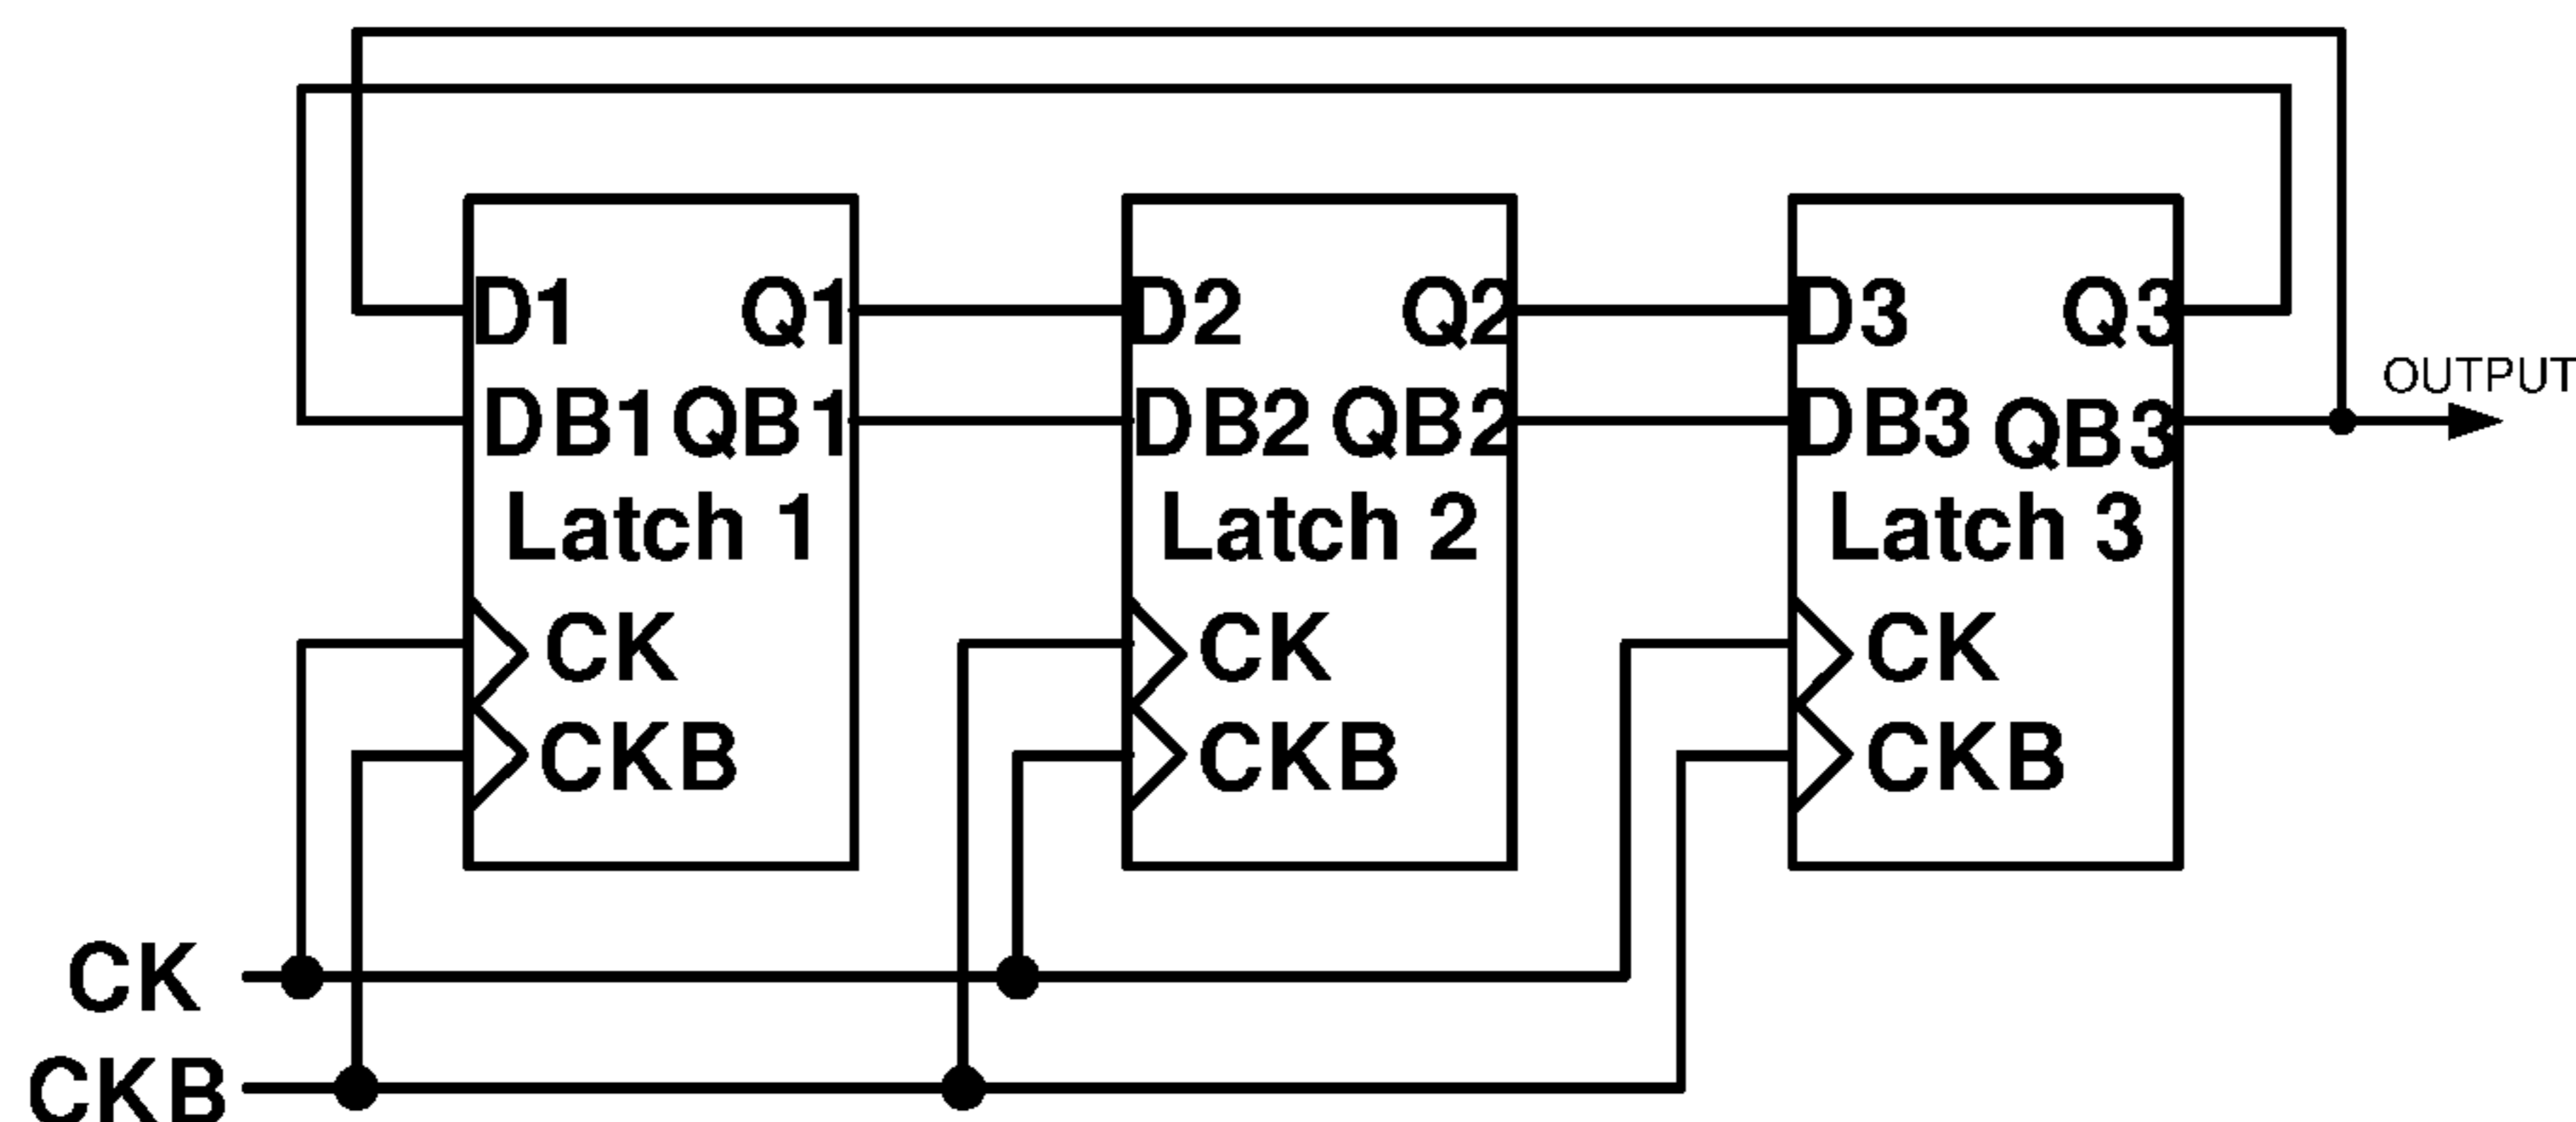 OUTPUT
D1 Q1 D2 Q2 D3 Q3
DB1 QB1 DB2 QB2 DB3 QB3
Latch 1 Latch 2 Latch 3
CK CK CK
CKB CKB CKB
CK
CKB